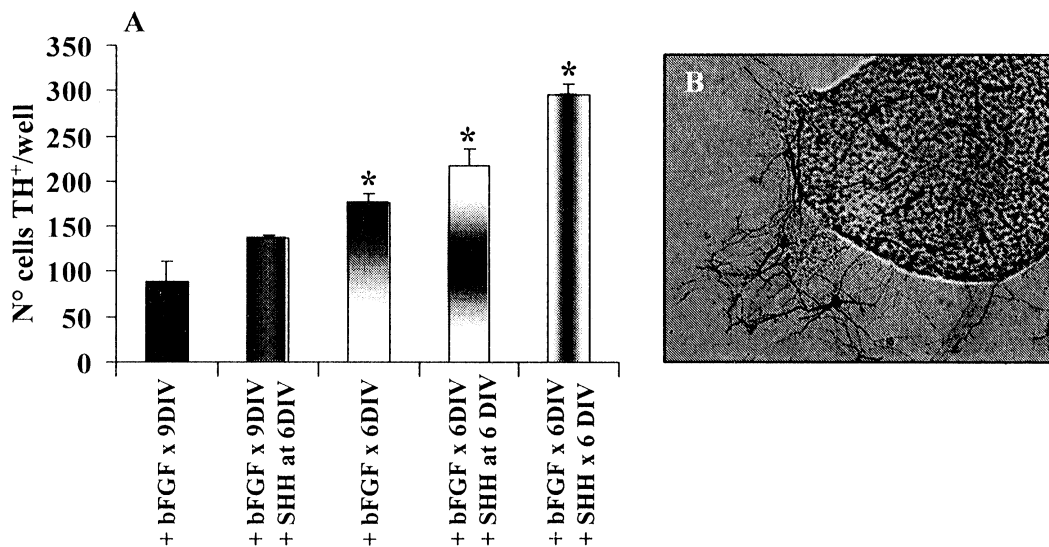 A
350
300
250
200
150
100
50
0
N° cells TH⁺/well
*
*
*
+ bFGF x 9DIV
+ bFGF x 9DIV
+ SHH at 6DIV
+ bFGF x 6DIV
+ bFGF x 6DIV
+ SHH at 6 DIV
+ bFGF x 6DIV
+ SHH x 6 DIV
B